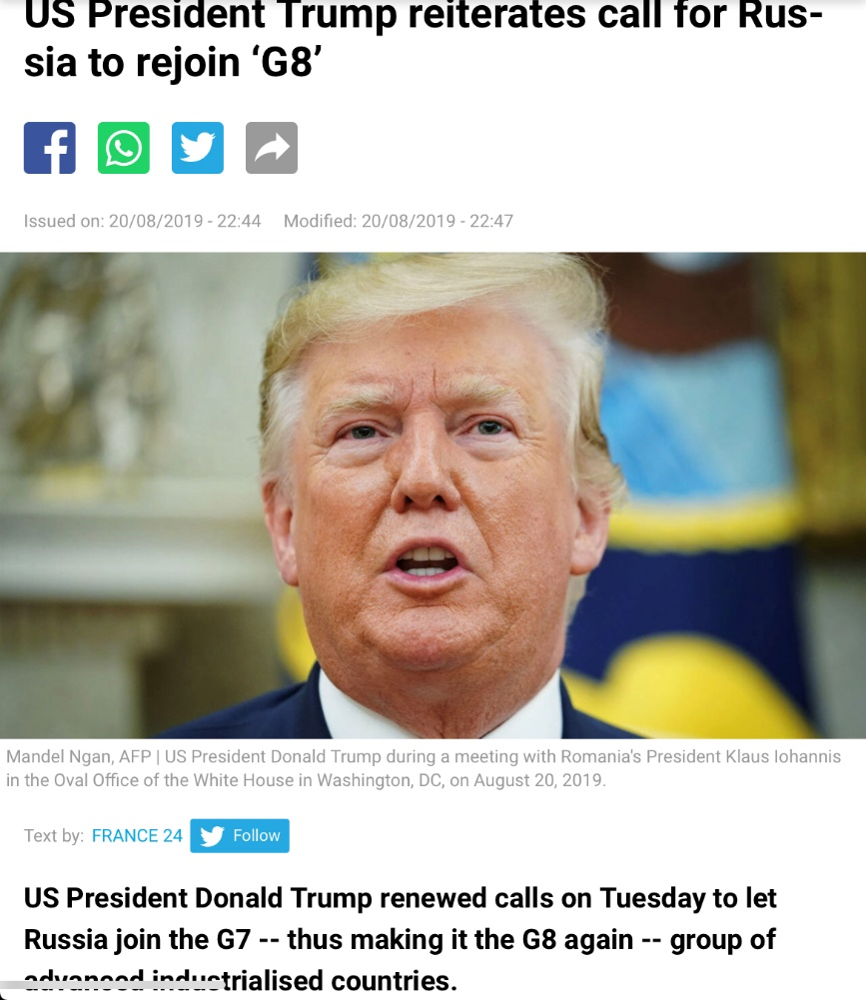 US President Trump reiterates call for Rus-
sia to rejoin ‘G8’
Issued on: 20/08/2019 - 22:44 Modified: 20/08/2019 - 22:47
Mandel Ngan, AFP | US President Donald Trump during a meeting with Romania's President Klaus Iohannis
in the Oval Office of the White House in Washington, DC, on August 20, 2019.
Text by: FRANCE 24 Follow
US President Donald Trump renewed calls on Tuesday to let
Russia join the G7 -- thus making it the G8 again -- group of
advanced industrialised countries.